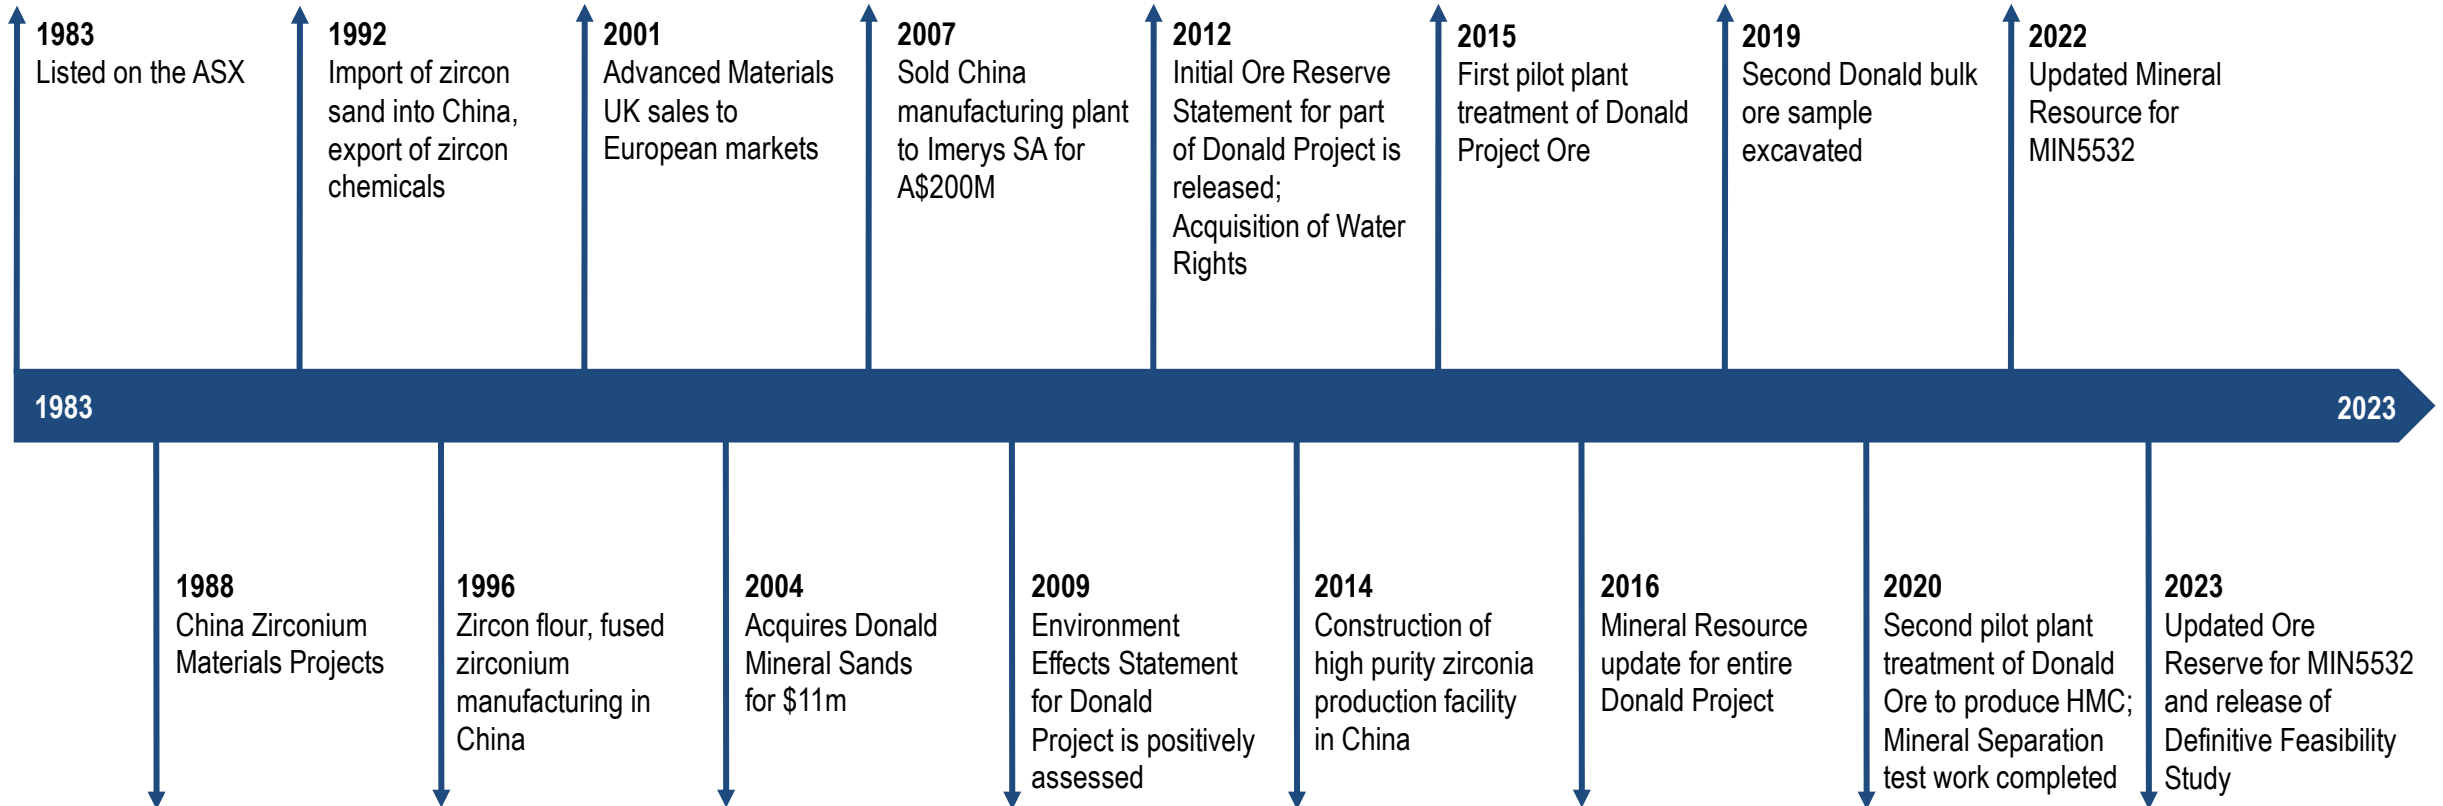 1983
Listed on the ASX
1992
Import of zircon
sand into China,
export of zircon
chemicals
2001
Advanced Materials
UK sales to
European markets
2007
Sold China
manufacturing plant
to Imerys SA for
A$200M
2012
Initial Ore Reserve
Statement for part
of Donald Project is
released;
Acquisition of Water
Rights
2015
First pilot plant
treatment of Donald
Project Ore
2019
Second Donald bulk
ore sample
excavated
2022
Updated Mineral
Resource for
MIN5532
1983
2023
1988
China Zirconium
Materials Projects
1996
Zircon flour, fused
zirconium
manufacturing in
China
2004
Acquires Donald
Mineral Sands
for $11m
2009
Environment
Effects Statement
for Donald
Project is positively
assessed
2014
Construction of
high purity zirconia
production facility
in China
2016
Mineral Resource
update for entire
Donald Project
2020
Second pilot plant
treatment of Donald
Ore to produce HMC;
Mineral Separation
test work completed
2023
Updated Ore
Reserve for MIN5532
and release of
Definitive Feasibility
Study